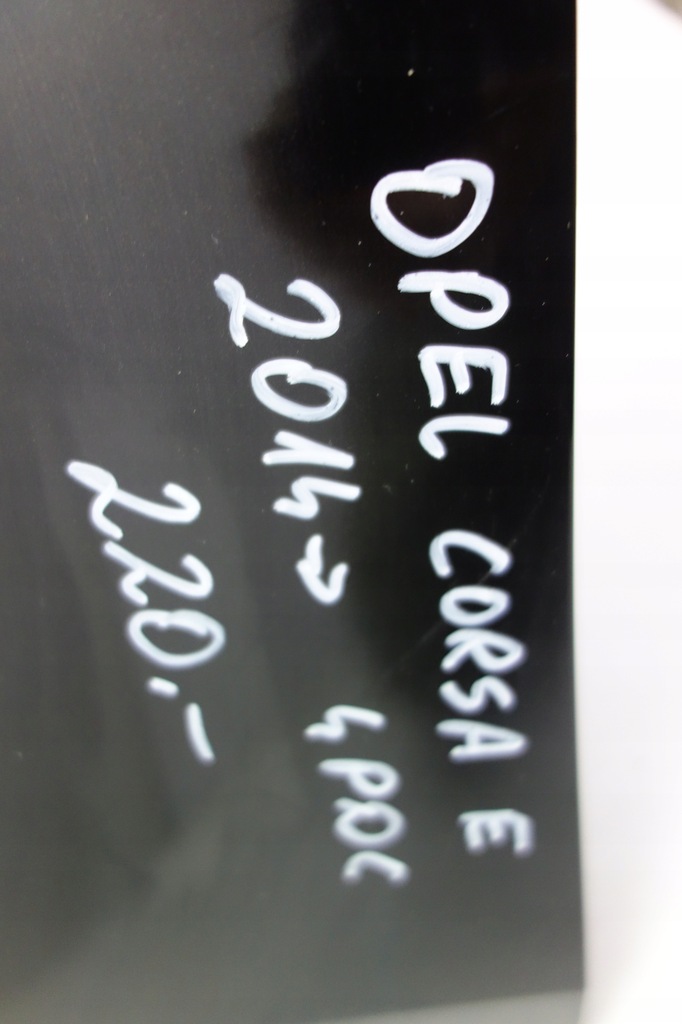 OPEL CORSA E
2014→ 4POC
220.-